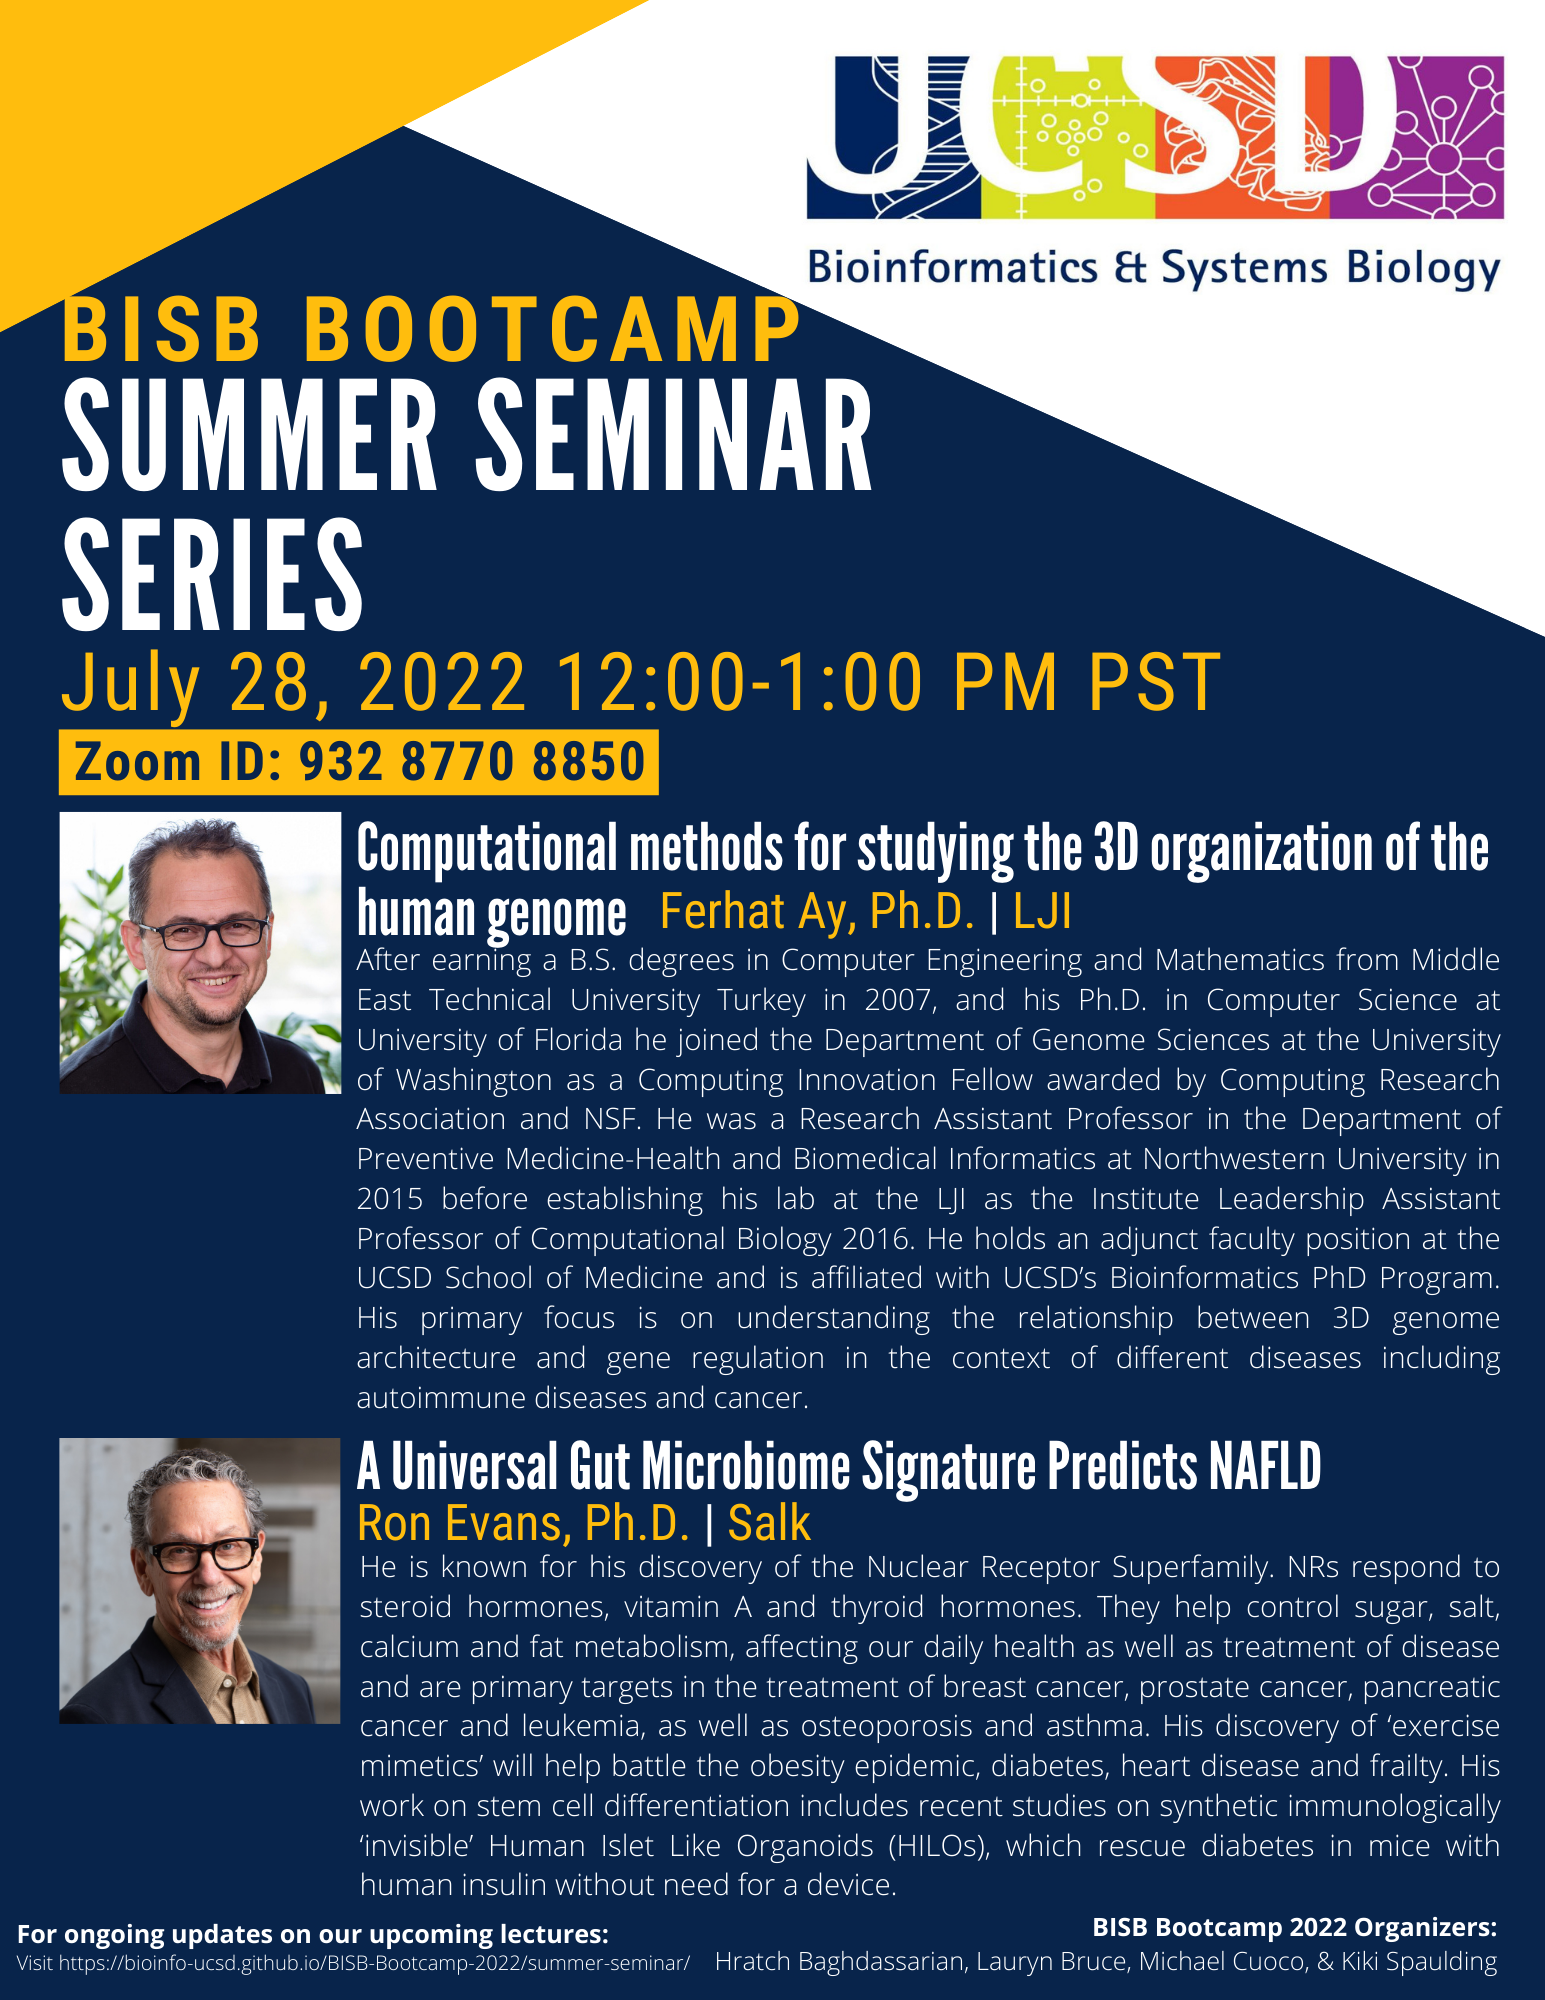 UCSD
Bioinformatics & Systems Biology
BISB BOOTCAMP
SUMMER SEMINAR
SERIES
July 28, 2022 12:00-1:00 PM PST
Zoom ID: 932 8770 8850
Computational methods for studying the 3D organization of the
human genome Ferhat Ay, Ph.D. | LJI
After earning a B.S. degrees in Computer Engineering and Mathematics from Middle
East Technical University Turkey in 2007, and his Ph.D. in Computer Science at
University of Florida he joined the Department of Genome Sciences at the University
of Washington as a Computing Innovation Fellow awarded by Computing Research
Association and NSF. He was a Research Assistant Professor in the Department of
Preventive Medicine-Health and Biomedical Informatics at Northwestern University in
2015 before establishing his lab at the LJI as the Institute Leadership Assistant
Professor of Computational Biology 2016. He holds an adjunct faculty position at the
UCSD School of Medicine and is affiliated with UCSD’s Bioinformatics PhD Program.
His primary focus is on understanding the relationship between 3D genome
architecture and gene regulation in the context of different diseases including
autoimmune diseases and cancer.
A Universal Gut Microbiome Signature Predicts NAFLD
Ron Evans, Ph.D. | Salk
He is known for his discovery of the Nuclear Receptor Superfamily. NRs respond to
steroid hormones, vitamin A and thyroid hormones. They help control sugar, salt,
calcium and fat metabolism, affecting our daily health as well as treatment of disease
and are primary targets in the treatment of breast cancer, prostate cancer, pancreatic
cancer and leukemia, as well as osteoporosis and asthma. His discovery of ‘exercise
mimetics’ will help battle the obesity epidemic, diabetes, heart disease and frailty. His
work on stem cell differentiation includes recent studies on synthetic immunologically
‘invisible’ Human Islet Like Organoids (HILOs), which rescue diabetes in mice with
human insulin without need for a device.
For ongoing updates on our upcoming lectures:
Visit https://bioinfo-ucsd.github.io/BISB-Bootcamp-2022/summer-seminar/
BISB Bootcamp 2022 Organizers:
Hratch Baghdassarian, Lauryn Bruce, Michael Cuoco, & Kiki Spaulding